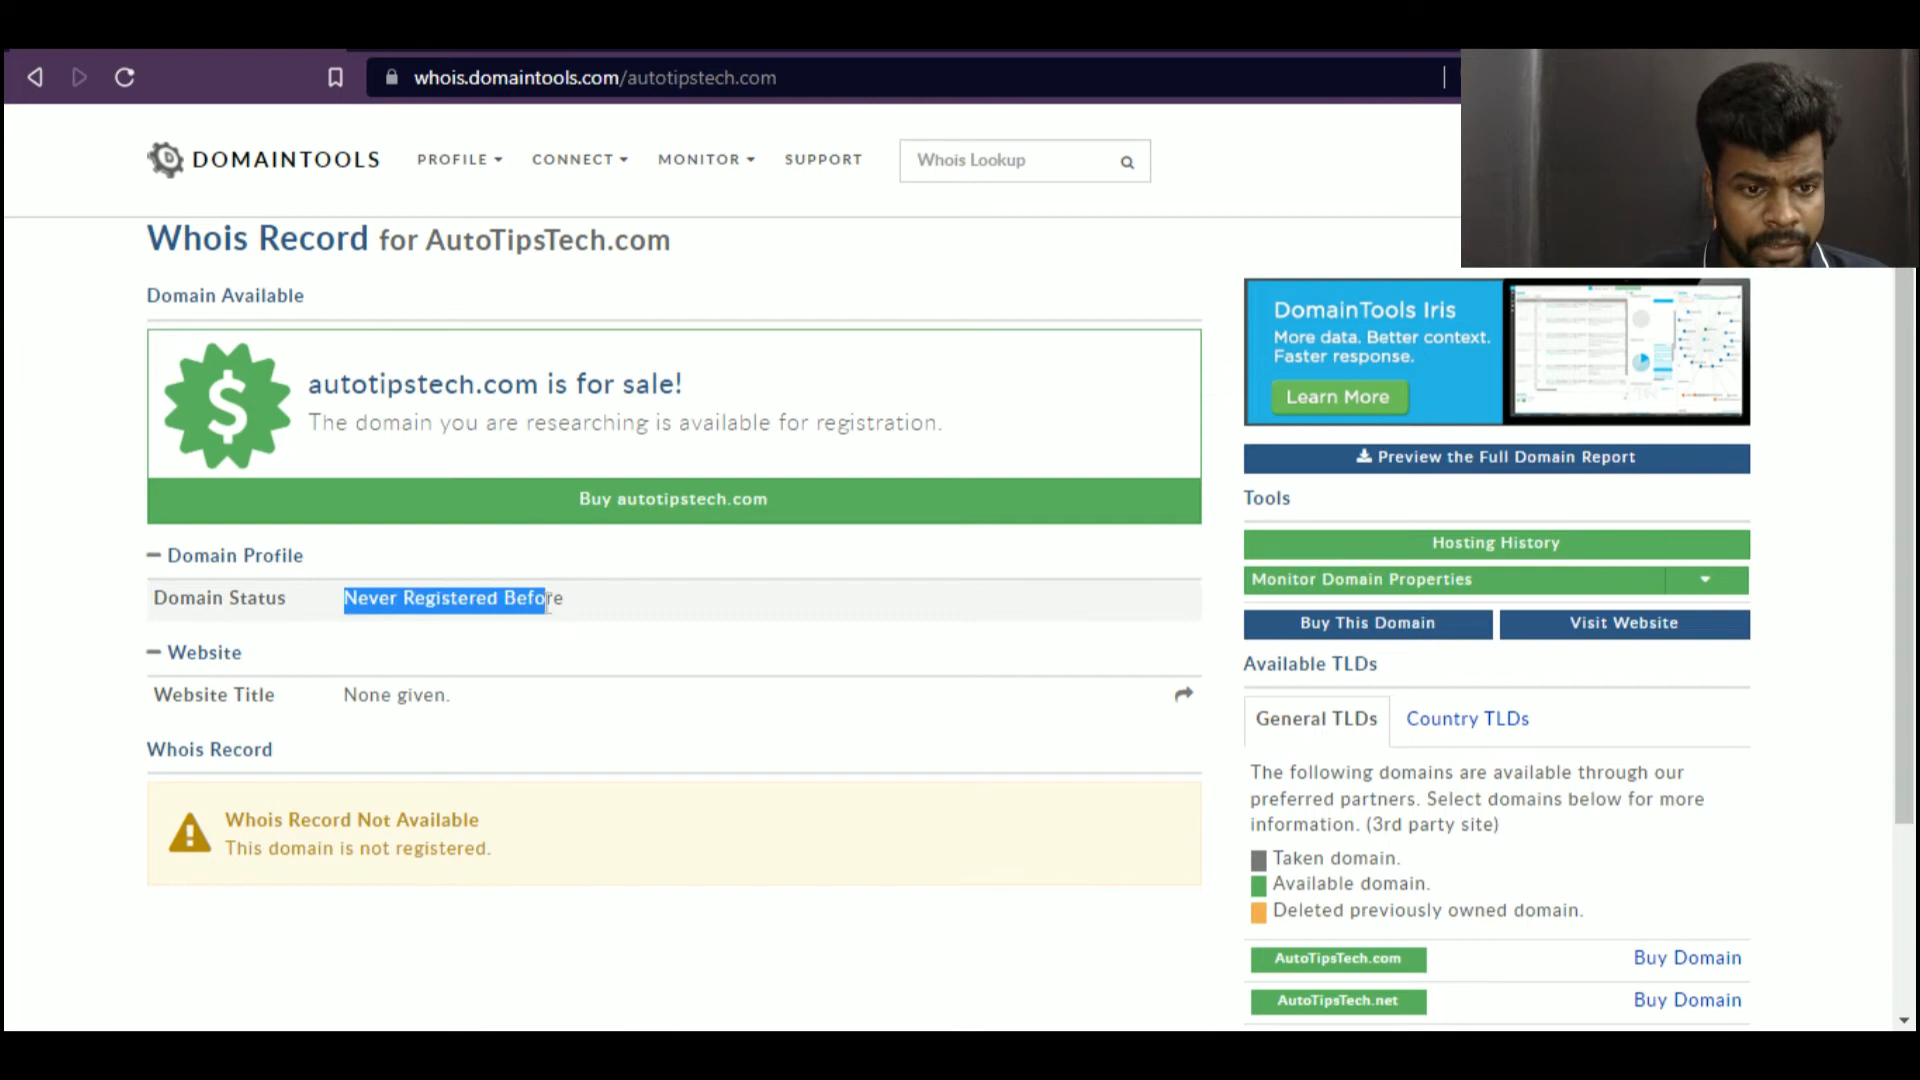 whois.domaintools.com/autotipstech.com
DOMAINTOOLS
PROFILE
CONNECT
MONITOR
SUPPORT
Whois Lookup
Whois Record for AutoTipsTech.com
Domain Available
$
autotipstech.com is for sale!
The domain you are researching is available for registration.
Buy autotipstech.com
Domain Profile
Domain Status Never Registered Before
Website
Website Title None given.
Whois Record
Whois Record Not Available
This domain is not registered.
DomainTools Iris
More data. Better context.
Faster response.
Learn More
Preview the Full Domain Report
Tools
Hosting History
Monitor Domain Properties
Buy This Domain
Visit Website
Available TLDs
General TLDs
Country TLDs
The following domains are available through our
preferred partners. Select domains below for more
information. (3rd party site)
Taken domain.
Available domain.
Deleted previously owned domain.
AutoTipsTech.com Buy Domain
AutoTipsTech.net Buy Domain